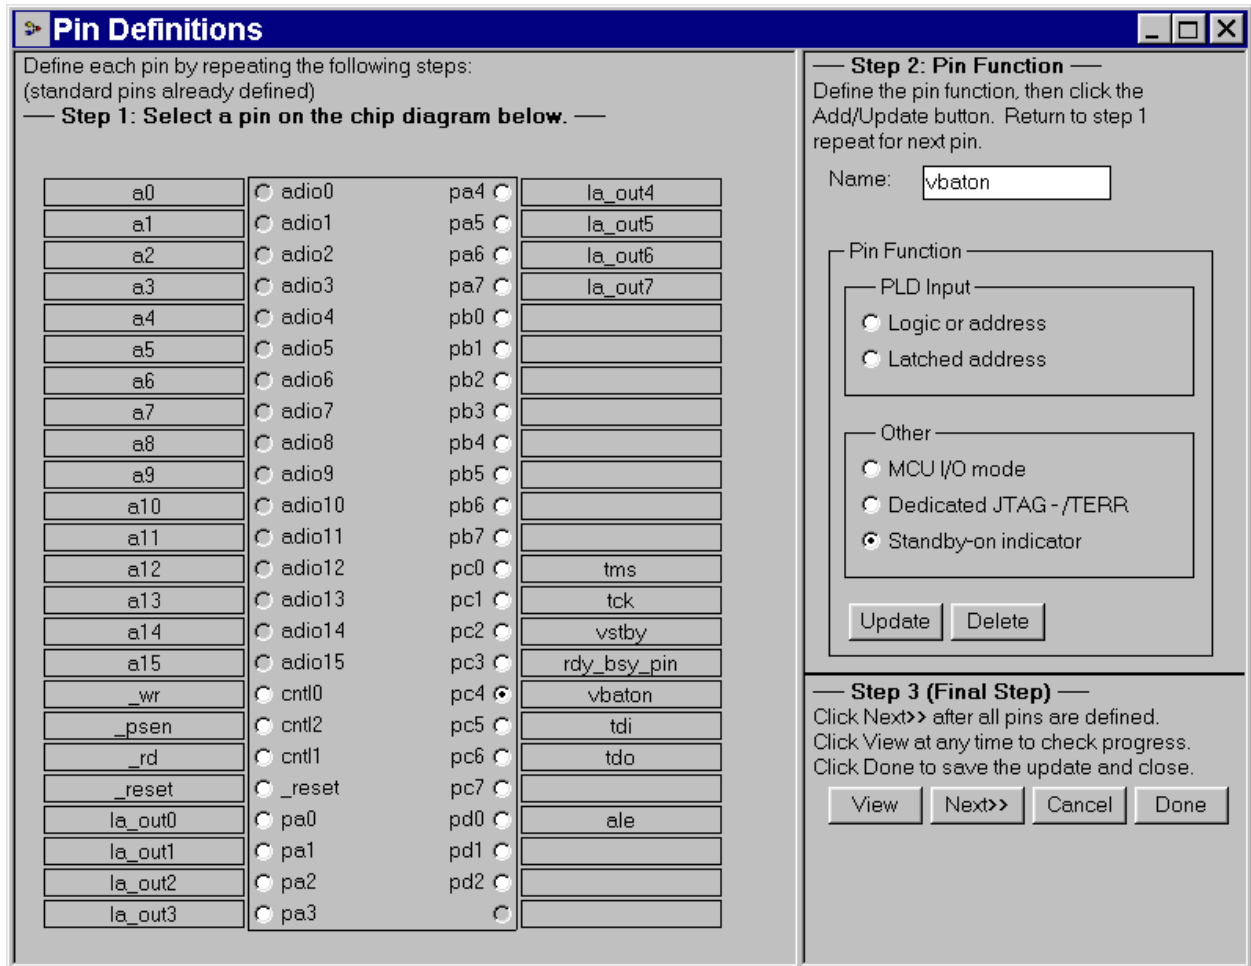 Pin Definitions
Define each pin by repeating the following steps:
(standard pins already defined)
Step 1: Select a pin on the chip diagram below.
a0 adio0 pa4 la_out4
a1 adio1 pa5 la_out5
a2 adio2 pa6 la_out6
a3 adio3 pa7 la_out7
a4 adio4 pb0
a5 adio5 pb1
a6 adio6 pb2
a7 adio7 pb3
a8 adio8 pb4
a9 adio9 pb5
a10 adio10 pb6
a11 adio11 pb7
a12 adio12 pc0 tms
a13 adio13 pc1 tck
a14 adio14 pc2 vstby
a15 adio15 pc3 rdy_bsy_pin
_wr cntl0 pc4 vbaton
_psen cntl2 pc5 tdi
_rd cntl1 pc6 tdo
_reset _reset pc7
la_out0 pa0 pd0 ale
la_out1 pa1 pd1
la_out2 pa2 pd2
la_out3 pa3
Step 2: Pin Function
Define the pin function, then click the
Add/Update button. Return to step 1
repeat for next pin.
Name: vbaton
Pin Function
PLD Input
Logic or address
Latched address
Other
MCU I/O mode
Dedicated JTAG - /TERR
Standby-on indicator
Update Delete
Step 3 (Final Step)
Click Next>> after all pins are defined.
Click View at any time to check progress.
Click Done to save the update and close.
View Next>> Cancel Done